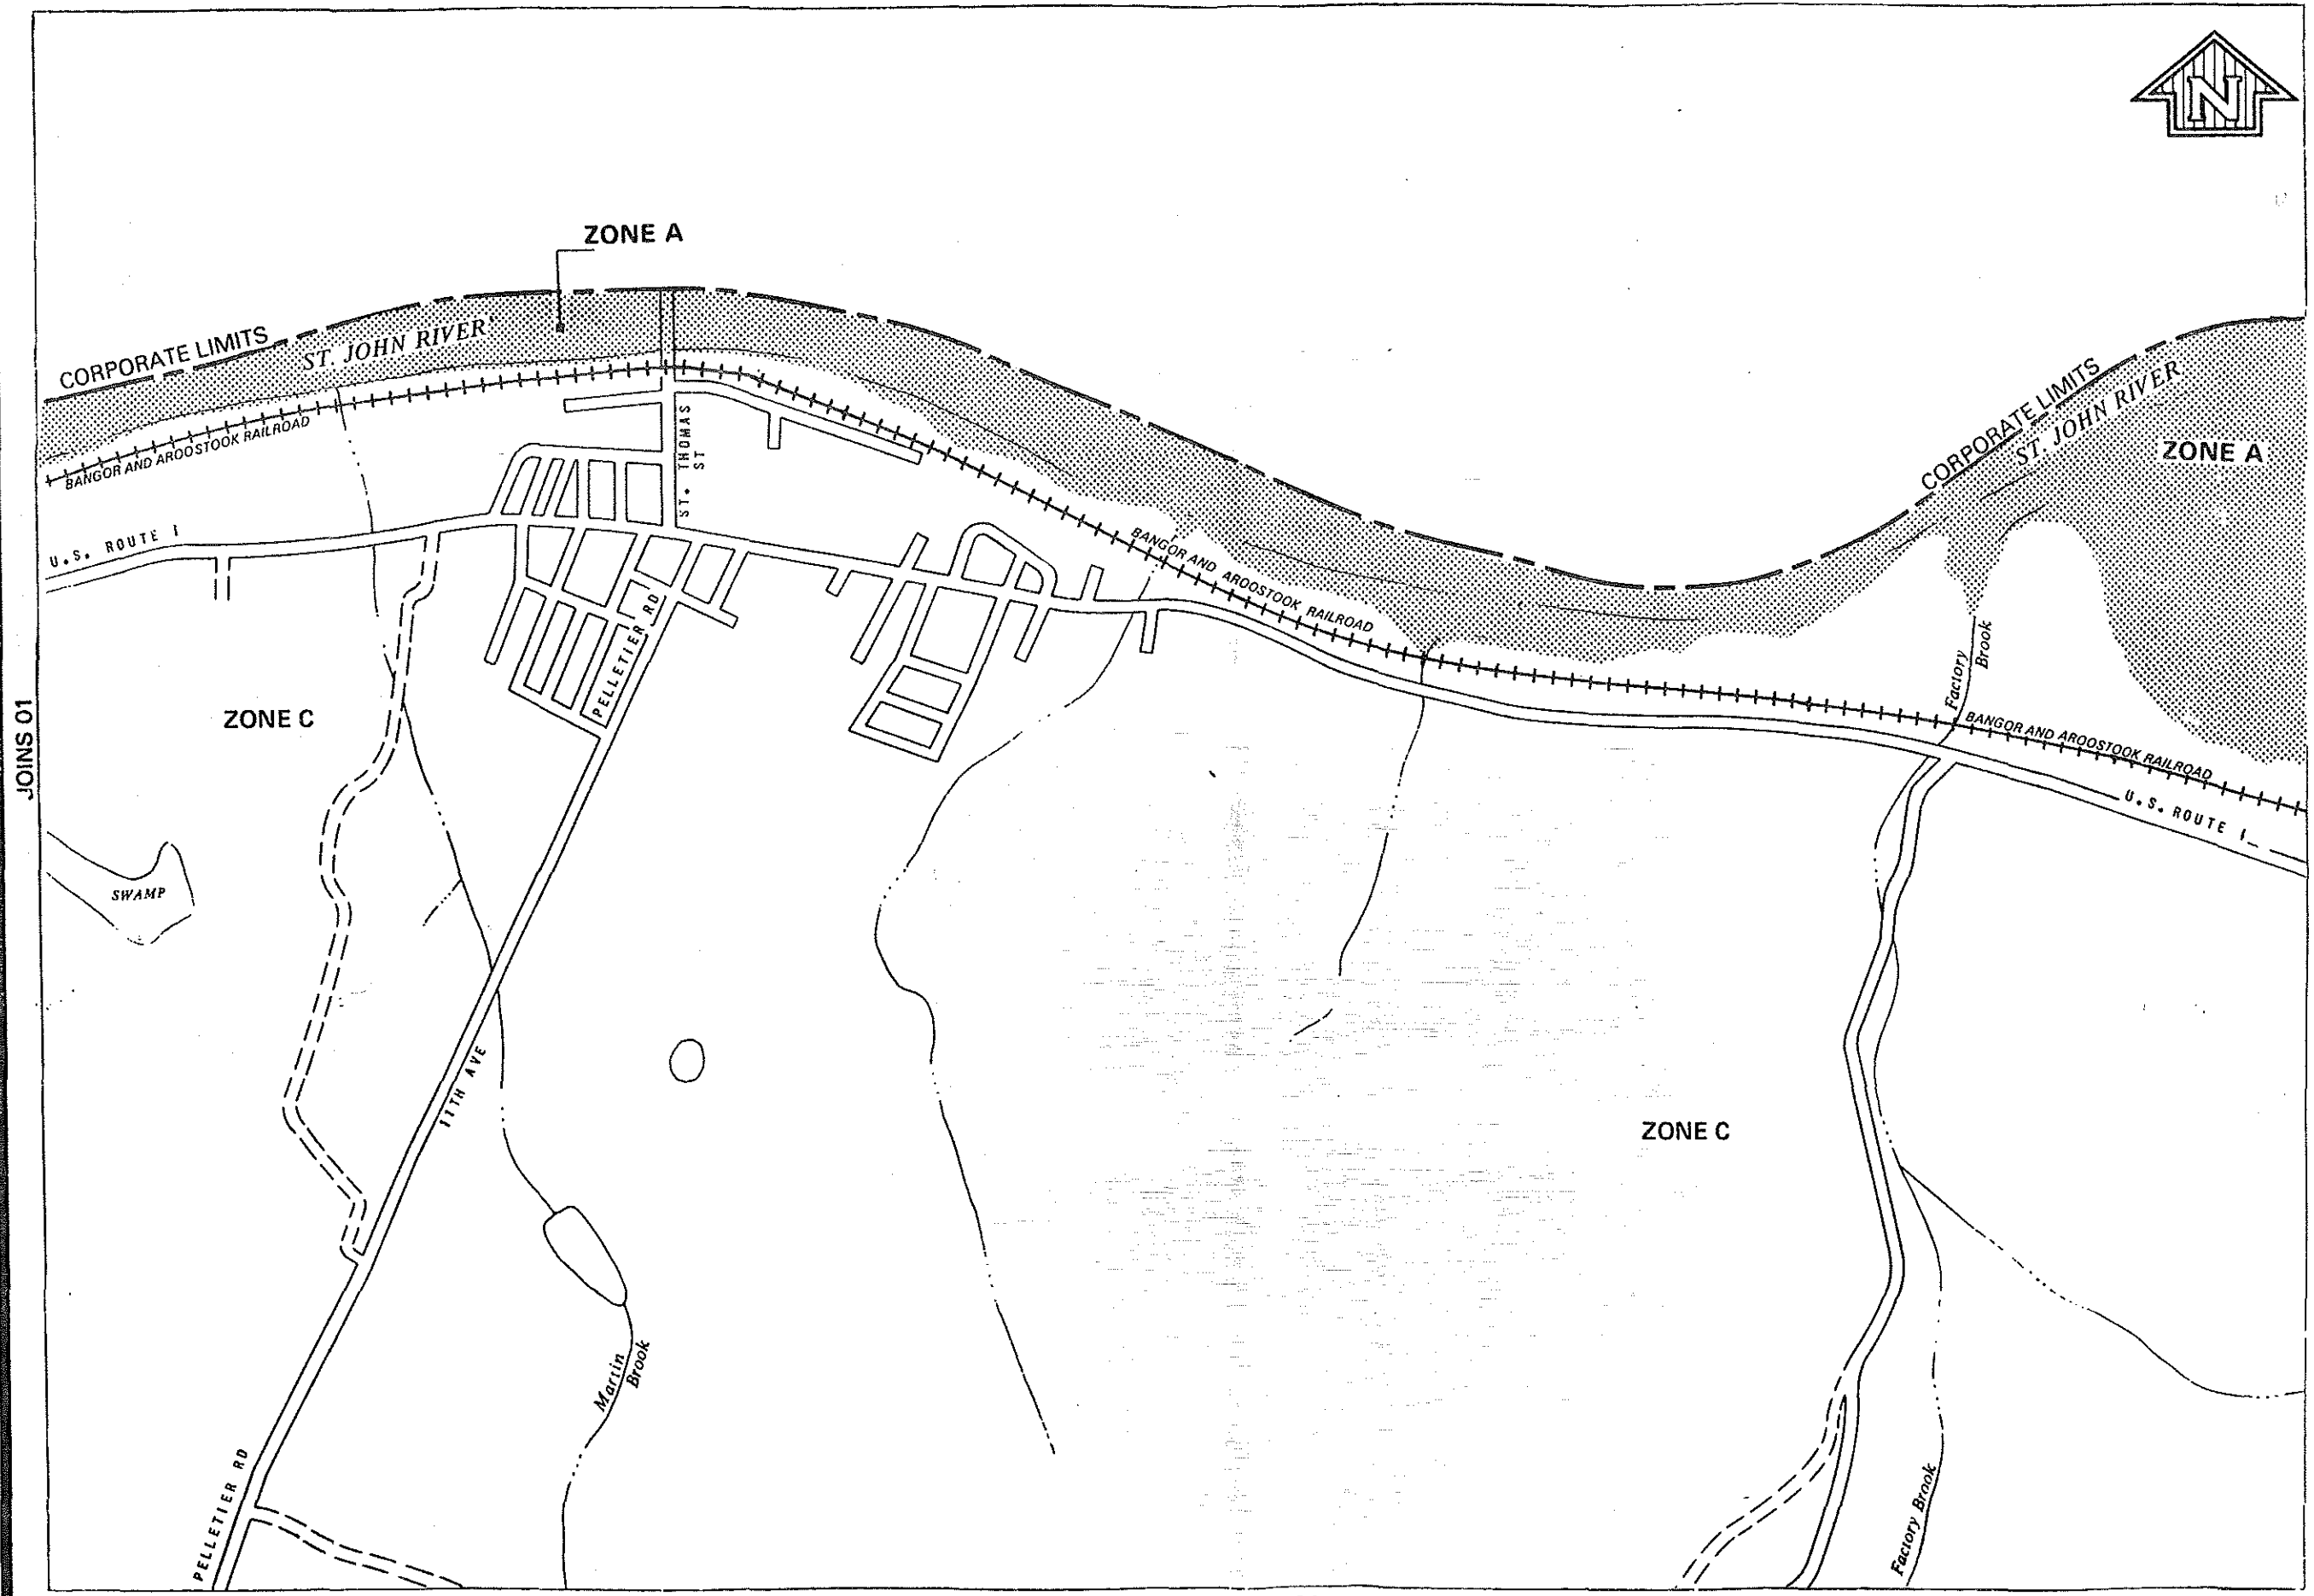 N
ZONE A
CORPORATE LIMITS
ST. JOHN RIVER
BANGOR AND AROOSTOOK RAILROAD
ST. THOMAS
ST
U.S. ROUTE 1
BANGOR AND AROOSTOOK RAILROAD
CORPORATE LIMITS
ST. JOHN RIVER
ZONE A
PELLETIER RD
Factory
Brook
BANGOR AND AROOSTOOK RAILROAD
U.S. ROUTE 1
JOINS 01
ZONE C
SWAMP
11TH AVE
ZONE C
Martin
Brook
PELLETIER RD
Factory Brook